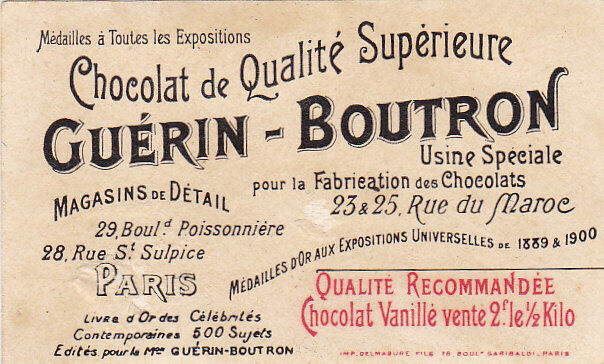 Médailles à Toutes les Expositions
Chocolat de Qualité Supérieure
GUÉRIN - BOUTRON
Usine Spéciale
pour la Fabrication des Chocolats
23 & 25, Rue du Maroc
MAGASINS DE DÉTAIL
29, Boul.d Poissonnière
28, Rue St Sulpice
PARIS
MÉDAILLES D'OR AUX EXPOSITIONS UNIVERSELLES DE 1889 & 1900
QUALITÉ RECOMMANDÉE
Chocolat Vanillé vente 2f le ½ Kilo
Livre d'Or des Célébrités
Contemporaines 500 Sujets
Edités pour la Mon GUÉRIN-BOUTRON
IMP. DELMASURE FILS 18 BOULd GARIBALDI, PARIS